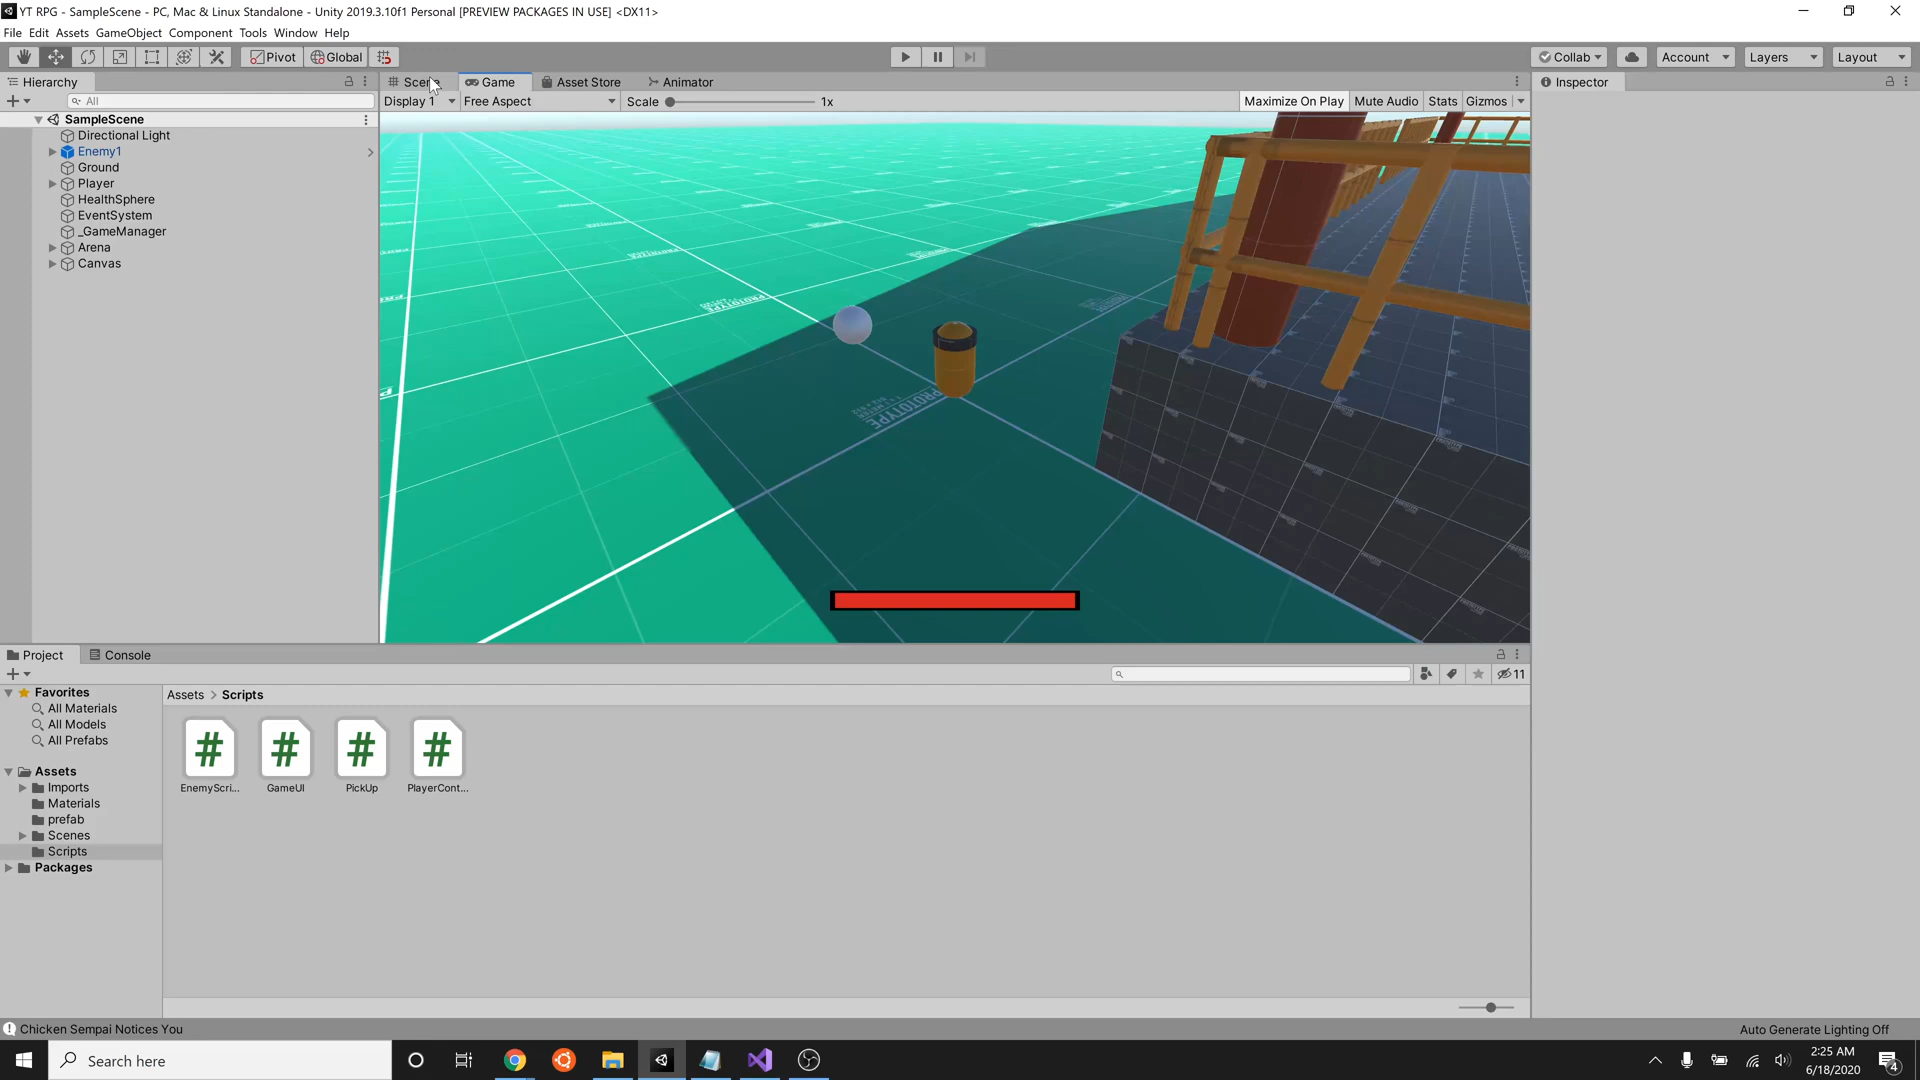 YT RPG - SampleScene - PC, Mac & Linux Standalone - Unity 2019.3.10f1 Personal [PREVIEW PACKAGES IN USE] <DX11>
File Edit Assets GameObject Component Tools Window Help
Pivot Global Collab Account Layers Layout
Hierarchy Scene Game Asset Store Animator Inspector
All Display 1 Free Aspect Scale 1x Maximize On Play Mute Audio Stats Gizmos
SampleScene
Directional Light
Enemy1
Ground
Player
HealthSphere
EventSystem
_GameManager
Arena
Canvas
PROTOTYPE
PROTOTYPE
Project Console
11
Favorites
All Materials
All Models
All Prefabs
Assets
Imports
Materials
prefab
Scenes
Scripts
Packages
Assets > Scripts
EnemyScri... GameUI PickUp PlayerCont...
Chicken Sempai Notices You
Auto Generate Lighting Off
Search here
2:25 AM
6/18/2020
4